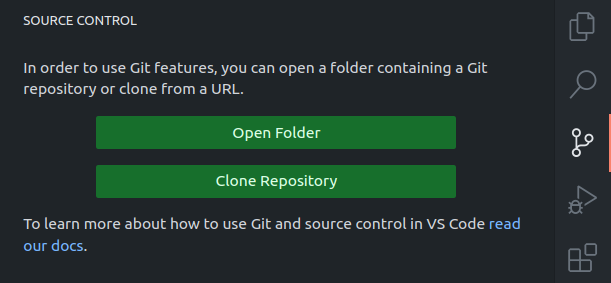 SOURCE CONTROL
In order to use Git features, you can open a folder containing a Git
repository or clone from a URL.
Open Folder
Clone Repository
To learn more about how to use Git and source control in VS Code read
our docs.